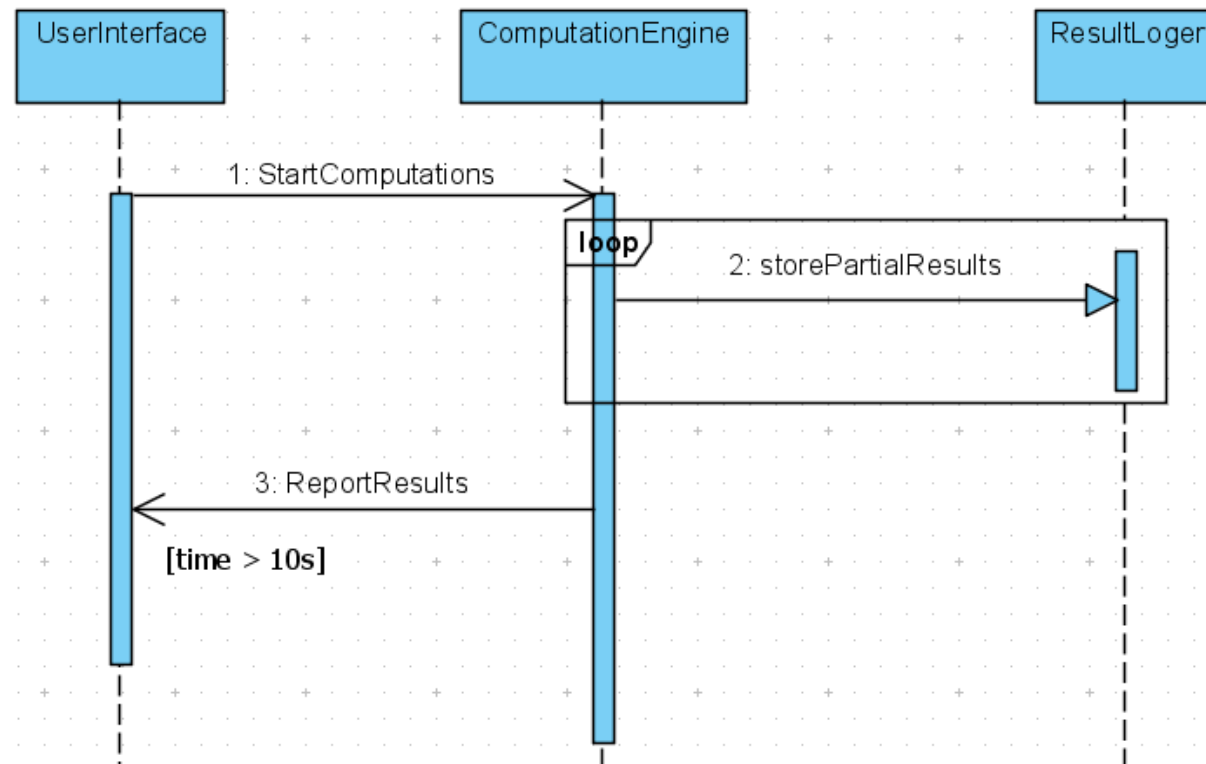 UserInterface
ComputationEngine
ResultLoger
1: StartComputations
loop
2: storePartialResults
3: ReportResults
[time > 10s]